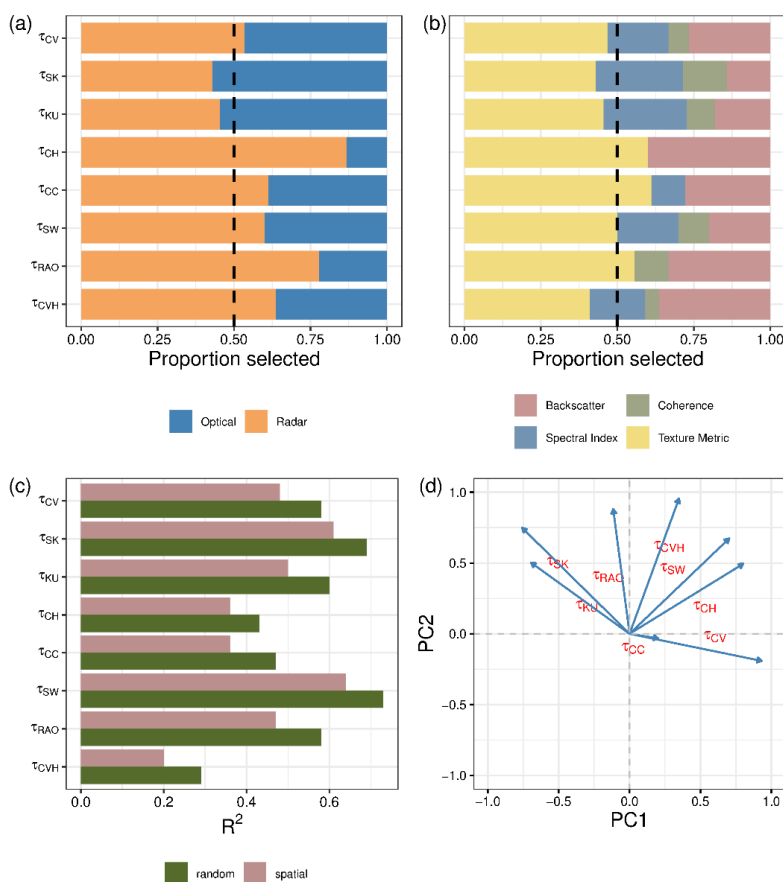 (a)
τCV
τSK
τKU
τCH
τCC
τSW
τRAO
τCVH
0.00 0.25 0.50 0.75 1.00
Proportion selected
Optical Radar
(b)
0.00 0.25 0.50 0.75 1.00
Proportion selected
Backscatter Coherence
Spectral Index Texture Metric
(c)
τCV
τSK
τKU
τCH
τCC
τSW
τRAO
τCVH
0.0 0.2 0.4 0.6
R²
random spatial
(d)
PC2
1.0
0.5
0.0
−0.5
−1.0
τCVH
τSK
τSW
τRAO
τKU
τCH
τCV
τCC
−1.0 −0.5 0.0 0.5 1.0
PC1